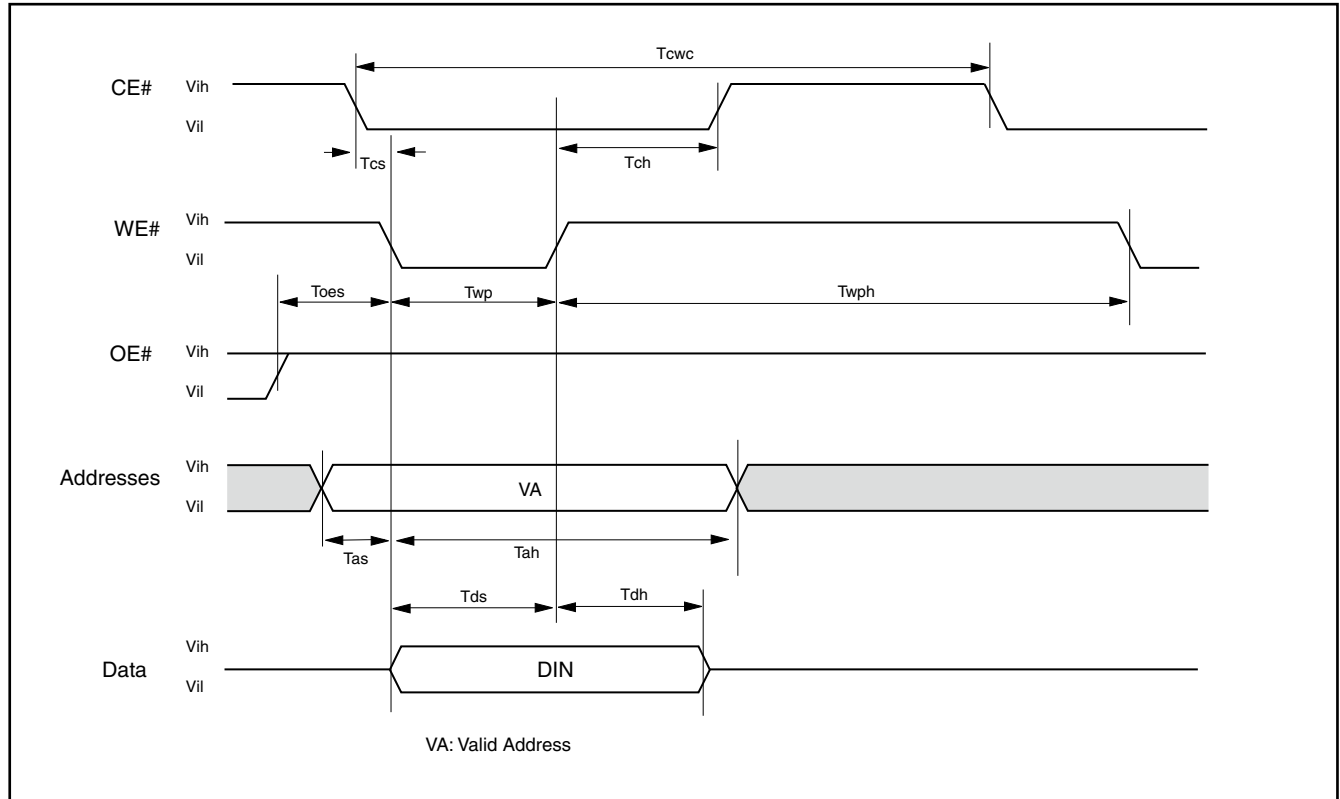 Tcwc
CE# Vih
Vil
Tcs
Tch
WE# Vih
Vil
Toes Twp Twph
OE# Vih
Vil
Addresses Vih
Vil
VA
Tas Tah
Tds Tdh
Data Vih
Vil
DIN
VA: Valid Address